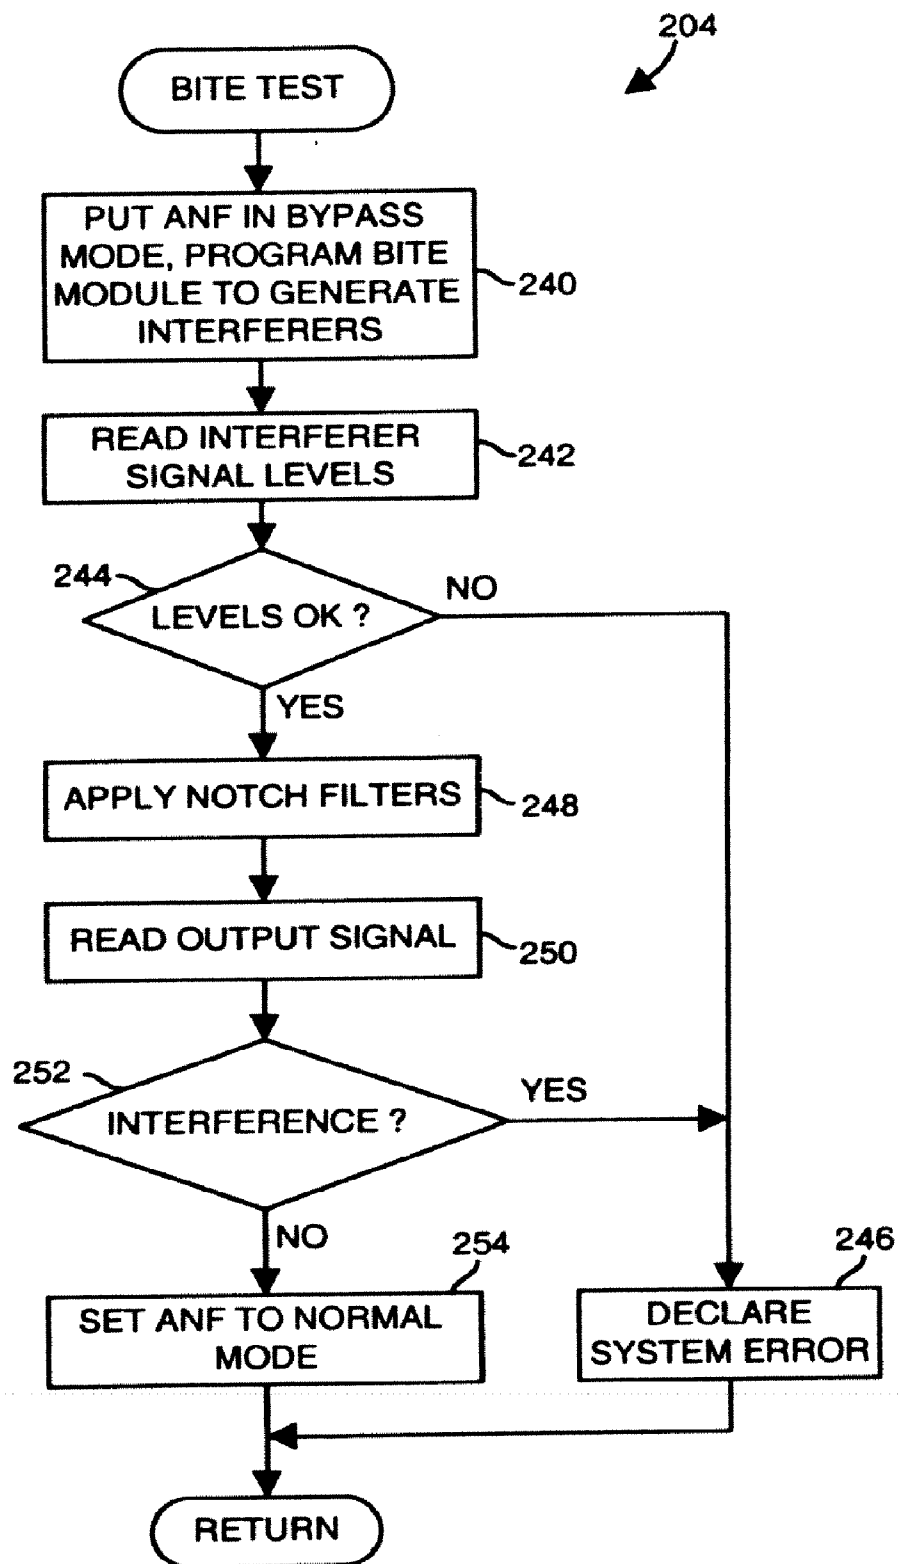 204
BITE TEST
PUT ANF IN BYPASS
MODE, PROGRAM BITE
MODULE TO GENERATE
INTERFERERS
240
READ INTERFERER
SIGNAL LEVELS
242
244
LEVELS OK ?
NO
YES
APPLY NOTCH FILTERS
248
READ OUTPUT SIGNAL
250
252
INTERFERENCE ?
YES
NO
254
SET ANF TO NORMAL
MODE
246
DECLARE
SYSTEM ERROR
RETURN